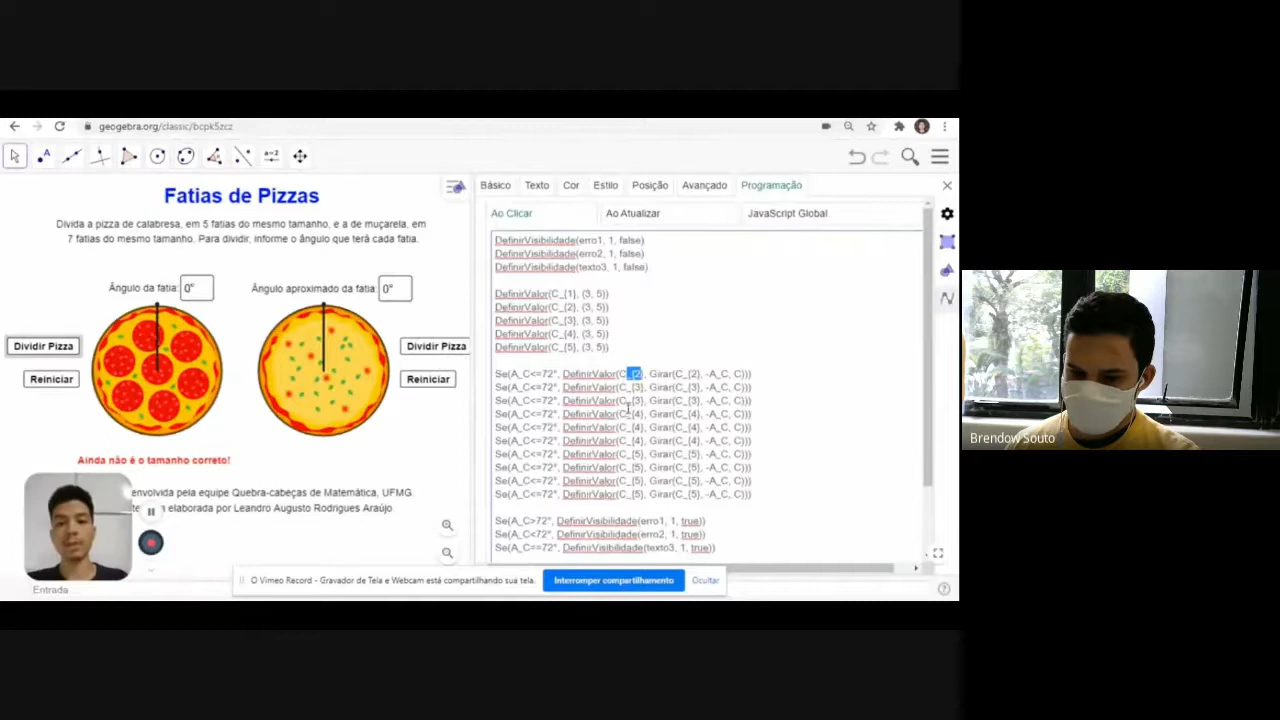 geogebra.org/classic/bcpk5zcz
A
a=2
Fatias de Pizzas
Divida a pizza de calabresa, em 5 fatias do mesmo tamanho, e a de muçarela, em
7 fatias do mesmo tamanho. Para dividir, informe o ângulo que terá cada fatia.
Ângulo da fatia: 0°
Ângulo aproximado da fatia: 0°
Dividir Pizza
Reiniciar
Dividir Pizza
Reiniciar
Ainda não é o tamanho correto!
envolvida pela equipe Quebra-cabeças de Matemática, UFMG.
elaborada por Leandro Augusto Rodrigues Araújo
Entrada
Básico Texto Cor Estilo Posição Avançado Programação
Ao Clicar Ao Atualizar JavaScript Global
DefinirVisibilidade(erro1, 1, false)
DefinirVisibilidade(erro2, 1, false)
DefinirVisibilidade(texto3, 1, false)
DefinirValor(C_{1}, (3, 5))
DefinirValor(C_{2}, (3, 5))
DefinirValor(C_{3}, (3, 5))
DefinirValor(C_{4}, (3, 5))
DefinirValor(C_{5}, (3, 5))
Se(A_C<=72°, DefinirValor(C_{2}, Girar(C_{2}, -A_C, C)))
Se(A_C<=72°, DefinirValor(C_{3}, Girar(C_{3}, -A_C, C)))
Se(A_C<=72°, DefinirValor(C_{3}, Girar(C_{3}, -A_C, C)))
Se(A_C<=72°, DefinirValor(C_{4}, Girar(C_{4}, -A_C, C)))
Se(A_C<=72°, DefinirValor(C_{4}, Girar(C_{4}, -A_C, C)))
Se(A_C<=72°, DefinirValor(C_{4}, Girar(C_{4}, -A_C, C)))
Se(A_C<=72°, DefinirValor(C_{5}, Girar(C_{5}, -A_C, C)))
Se(A_C<=72°, DefinirValor(C_{5}, Girar(C_{5}, -A_C, C)))
Se(A_C<=72°, DefinirValor(C_{5}, Girar(C_{5}, -A_C, C)))
Se(A_C<=72°, DefinirValor(C_{5}, Girar(C_{5}, -A_C, C)))
Se(A_C>72°, DefinirVisibilidade(erro1, 1, true))
Se(A_C<72°, DefinirVisibilidade(erro2, 1, true))
Se(A_C==72°, DefinirVisibilidade(texto3, 1, true))
O Vimeo Record - Gravador de Tela e Webcam está compartilhando sua tela. Interromper compartilhamento Ocultar
Brendow Souto